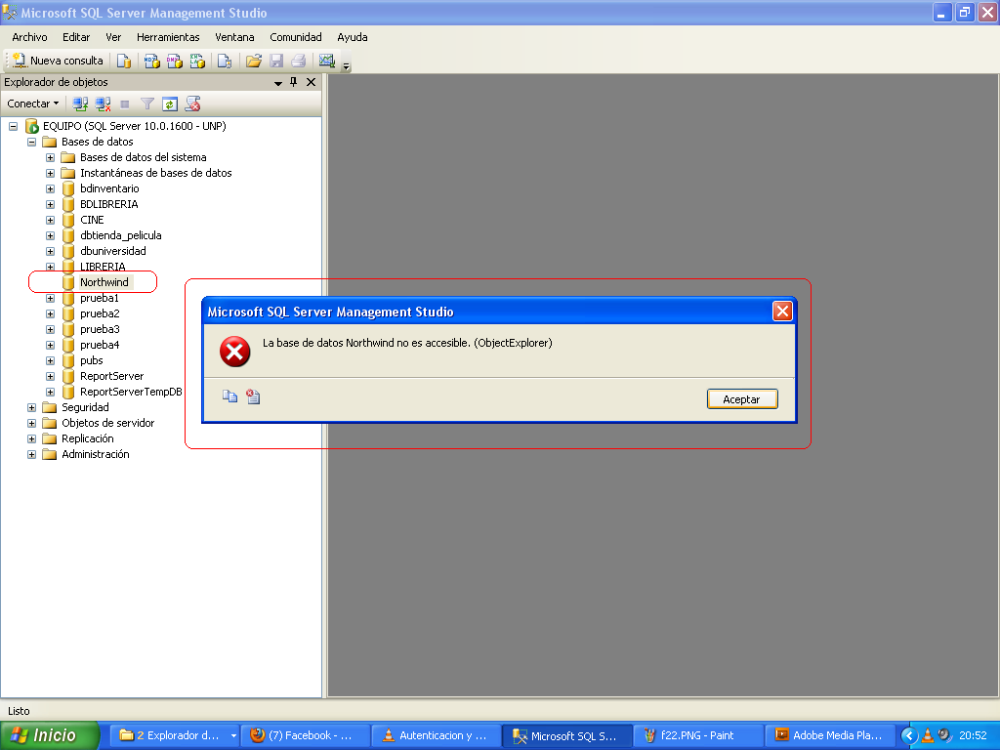 Microsoft SQL Server Management Studio
Archivo Editar Ver Herramientas Ventana Comunidad Ayuda
Nueva consulta
Explorador de objetos
Conectar
EQUIPO (SQL Server 10.0.1600 - UNP)
Bases de datos
Bases de datos del sistema
Instantáneas de bases de datos
bdinventario
BDLIBRERIA
CINE
dbtienda_pelicula
dbuniversidad
LIBRERIA
Northwind
prueba1
prueba2
prueba3
prueba4
pubs
ReportServer
ReportServerTempDB
Seguridad
Objetos de servidor
Replicación
Administración
Microsoft SQL Server Management Studio
La base de datos Northwind no es accesible. (ObjectExplorer)
Aceptar
Listo
Inicio
2 Explorador d...
(7) Facebook - ...
Autenticacion y ...
Microsoft SQL S...
f22.PNG - Paint
Adobe Media Pla...
20:52